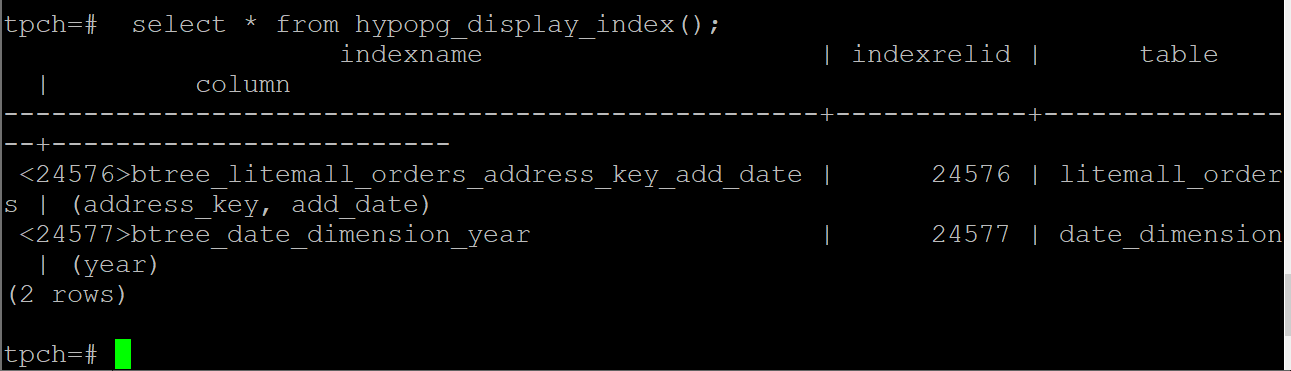 tpch=#  select * from hypopg_display_index();
                     indexname                      | indexrelid |      table
  |         column
----------------------------------------------------+------------+---------------
--+-------------------------
 <24576>btree_litemall_orders_address_key_add_date |      24576 | litemall_order
s | (address_key, add_date)
 <24577>btree_date_dimension_year                  |      24577 | date_dimension
  | (year)
(2 rows)
tpch=#